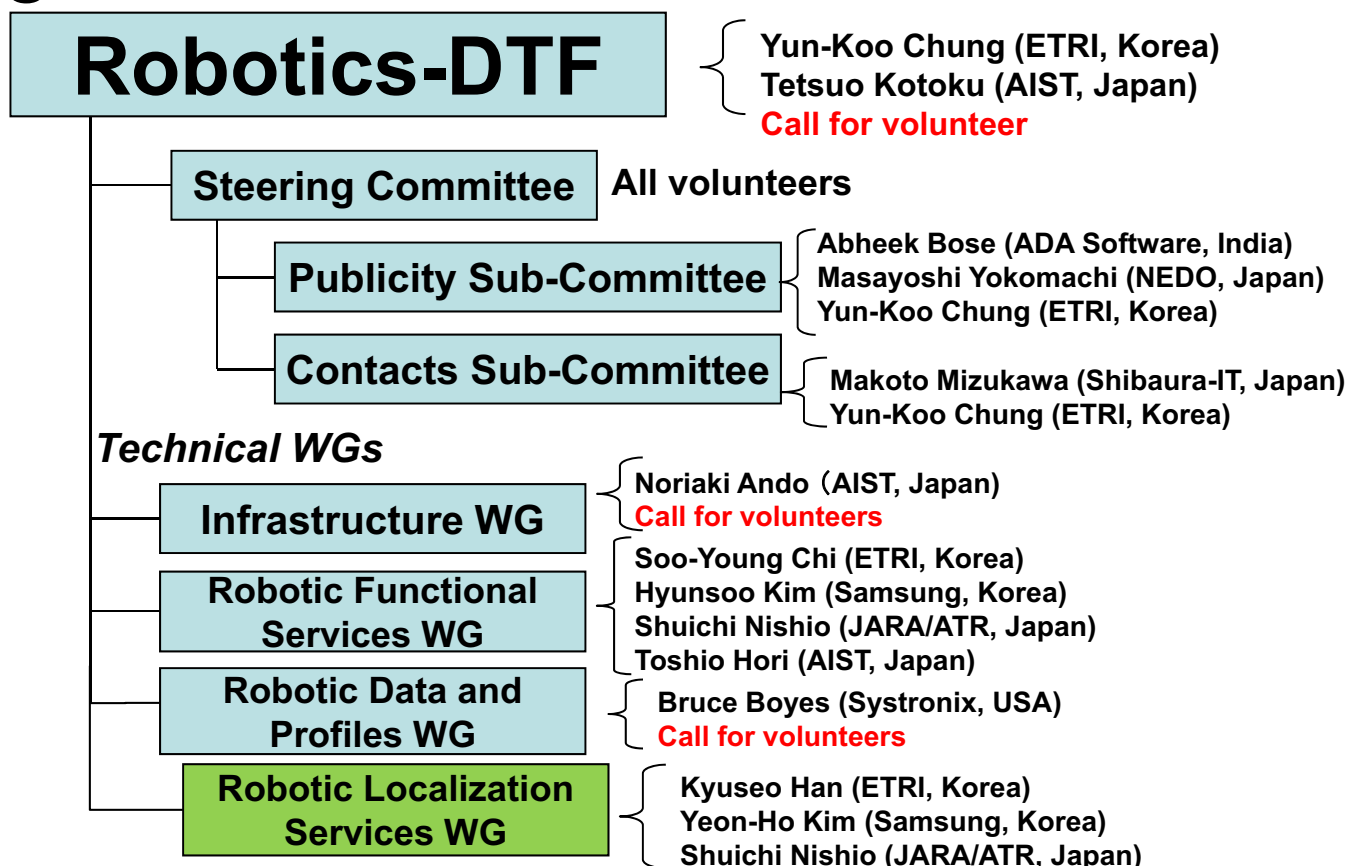 Robotics-DTF
Yun-Koo Chung (ETRI, Korea)
Tetsuo Kotoku (AIST, Japan)
Call for volunteer
Steering Committee
All volunteers
Publicity Sub-Committee
Abheek Bose (ADA Software, India)
Masayoshi Yokomachi (NEDO, Japan)
Yun-Koo Chung (ETRI, Korea)
Contacts Sub-Committee
Makoto Mizukawa (Shibaura-IT, Japan)
Yun-Koo Chung (ETRI, Korea)
Technical WGs
Infrastructure WG
Noriaki Ando（AIST, Japan)
Call for volunteers
Robotic Functional
Services WG
Soo-Young Chi (ETRI, Korea)
Hyunsoo Kim (Samsung, Korea)
Shuichi Nishio (JARA/ATR, Japan)
Toshio Hori (AIST, Japan)
Robotic Data and
Profiles WG
Bruce Boyes (Systronix, USA)
Call for volunteers
Robotic Localization
Services WG
Kyuseo Han (ETRI, Korea)
Yeon-Ho Kim (Samsung, Korea)
Shuichi Nishio (JARA/ATR, Japan)